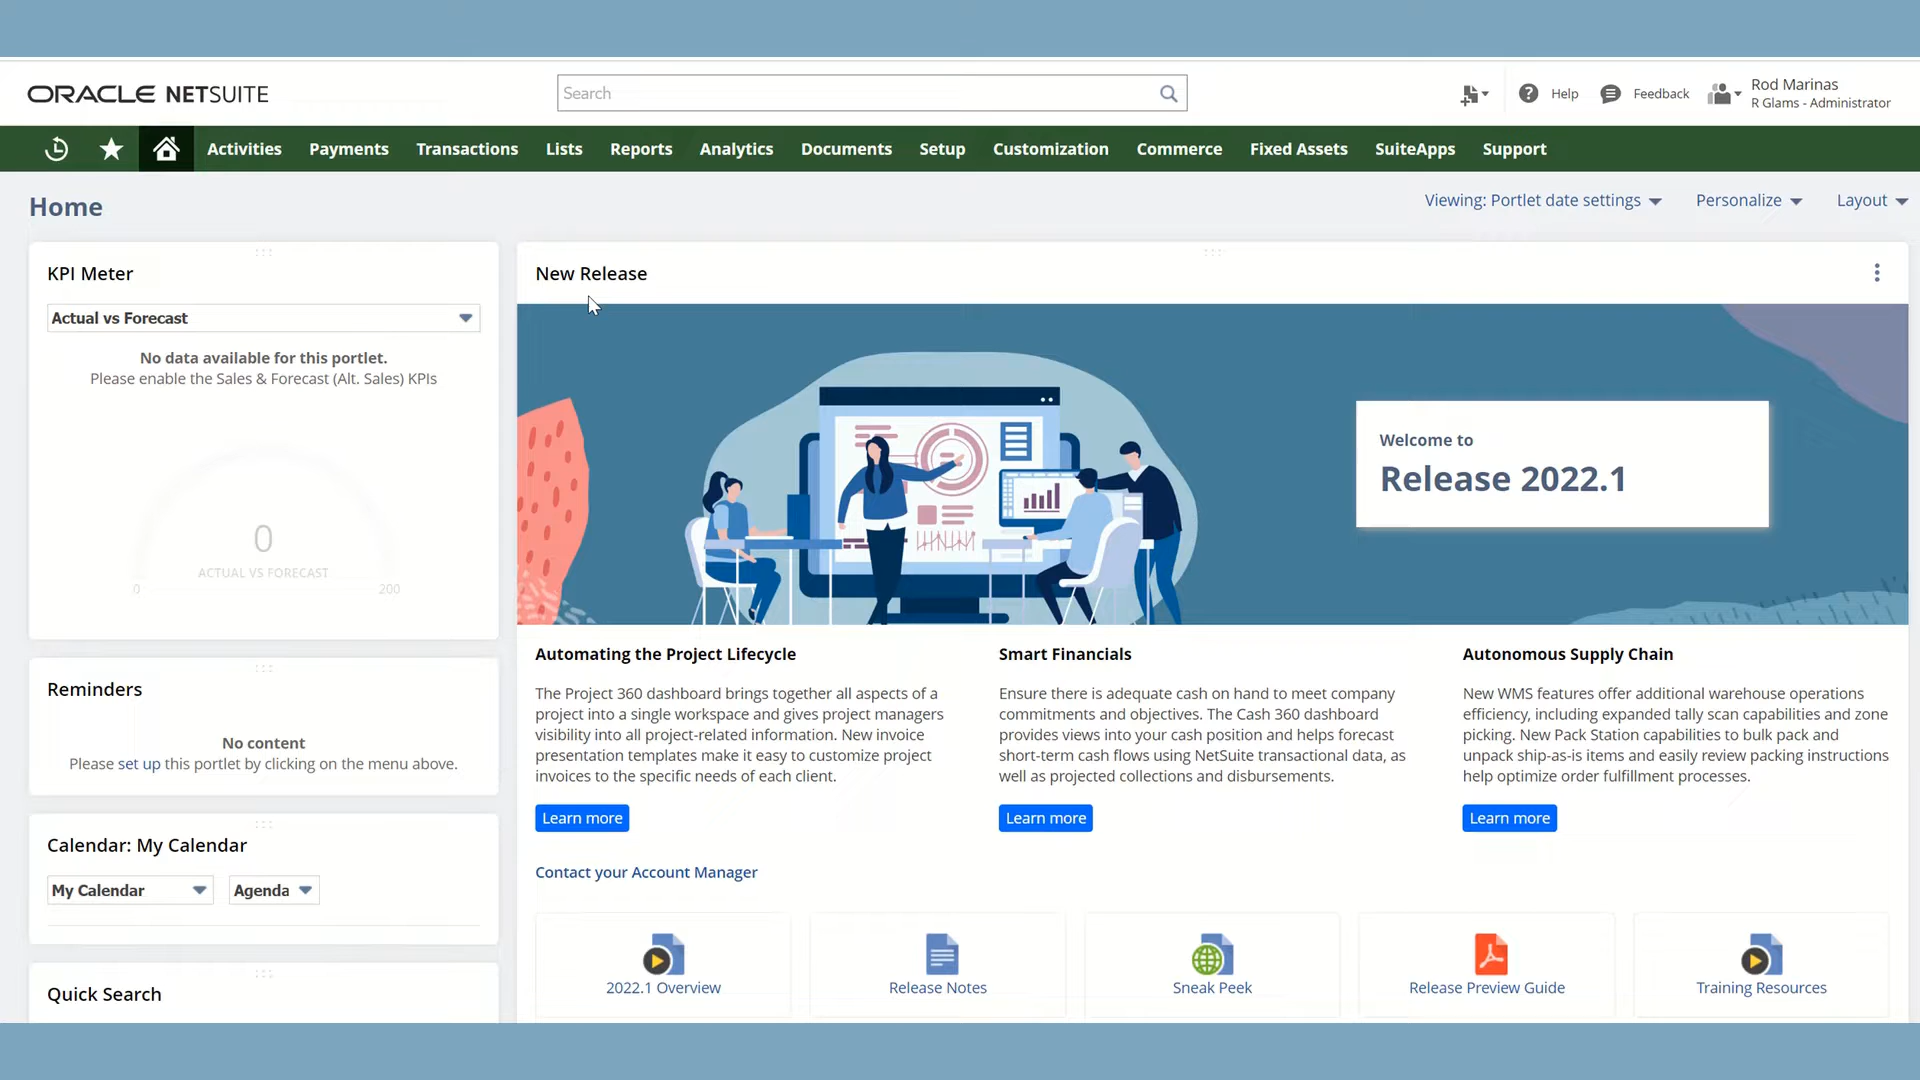 ORACLE NETSUITE
Search
Help
Feedback
Rod Marinas
R Glams - Administrator
Activities
Payments
Transactions
Lists
Reports
Analytics
Documents
Setup
Customization
Commerce
Fixed Assets
SuiteApps
Support
Home
Viewing: Portlet date settings
Personalize
Layout
KPI Meter
Actual vs Forecast
No data available for this portlet.
Please enable the Sales & Forecast (Alt. Sales) KPIs
0
ACTUAL VS FORECAST
0
200
Reminders
No content
Please set up this portlet by clicking on the menu above.
Calendar: My Calendar
My Calendar
Agenda
Quick Search
New Release
Welcome to
Release 2022.1
Automating the Project Lifecycle
The Project 360 dashboard brings together all aspects of a
project into a single workspace and gives project managers
visibility into all project-related information. New invoice
presentation templates make it easy to customize project
invoices to the specific needs of each client.
Learn more
Smart Financials
Ensure there is adequate cash on hand to meet company
commitments and objectives. The Cash 360 dashboard
provides views into your cash position and helps forecast
short-term cash flows using NetSuite transactional data, as
well as projected collections and disbursements.
Learn more
Autonomous Supply Chain
New WMS features offer additional warehouse operations
efficiency, including expanded tally scan capabilities and zone
picking. New Pack Station capabilities to bulk pack and
unpack ship-as-is items and easily review packing instructions
help optimize order fulfillment processes.
Learn more
Contact your Account Manager
2022.1 Overview
Release Notes
Sneak Peek
Release Preview Guide
Training Resources